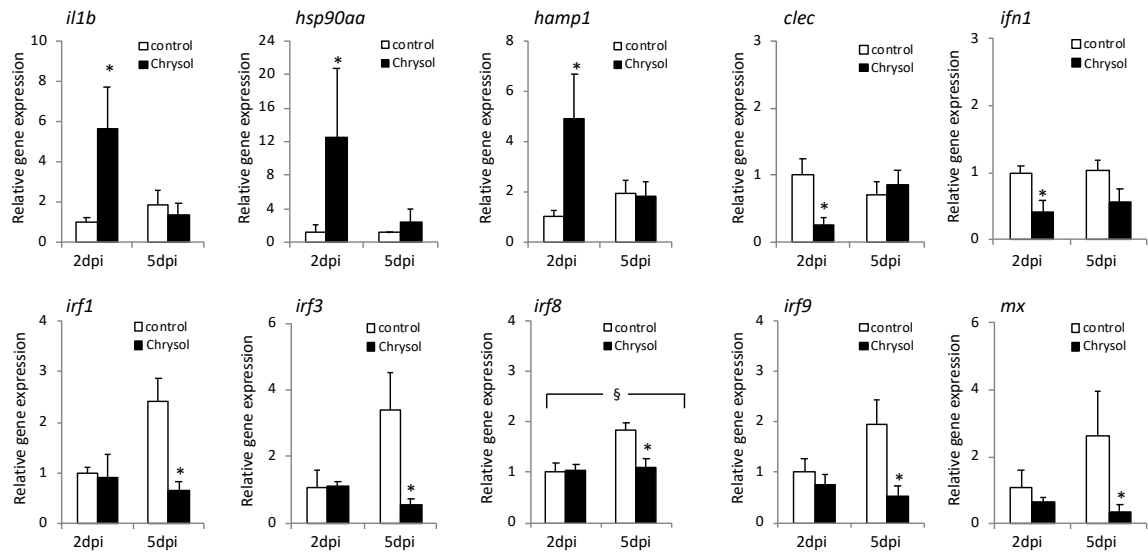 il1b
Relative gene expression
10
8
6
4
2
0
control
Chrysol
*
2dpi
5dpi
hsp90aa
Relative gene expression
24
20
16
12
8
4
0
control
Chrysol
*
2dpi
5dpi
hamp1
Relative gene expression
8
6
4
2
0
control
Chrysol
*
2dpi
5dpi
clec
Relative gene expression
3
2
1
0
control
Chrysol
*
2dpi
5dpi
ifn1
Relative gene expression
3
2
1
0
control
Chrysol
*
2dpi
5dpi
irf1
Relative gene expression
4
3
2
1
0
control
Chrysol
*
2dpi
5dpi
irf3
Relative gene expression
6
4
2
0
control
Chrysol
*
2dpi
5dpi
irf8
Relative gene expression
4
3
2
1
0
control
Chrysol
§
*
2dpi
5dpi
irf9
Relative gene expression
4
3
2
1
0
control
Chrysol
*
2dpi
5dpi
mx
Relative gene expression
6
4
2
0
control
Chrysol
*
2dpi
5dpi